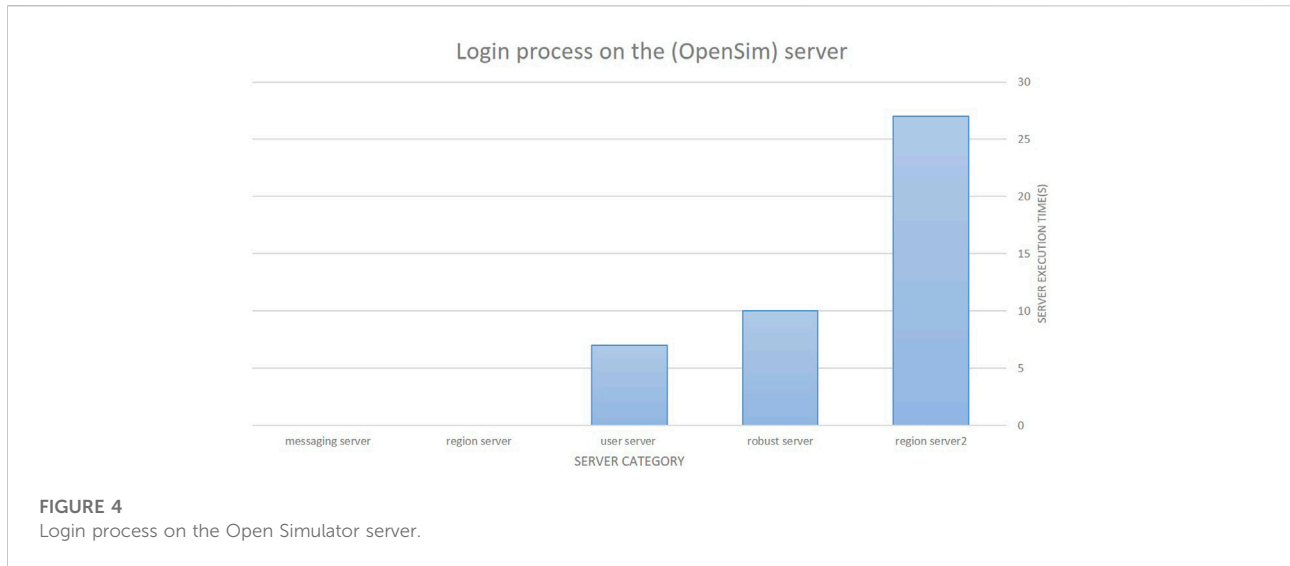 Login process on the (OpenSim) server
30
25
20
15
10
5
0
SERVER EXECUTION TIME(S)
messaging server
region server
user server
robust server
region server2
SERVER CATEGORY
FIGURE 4
Login process on the Open Simulator server.